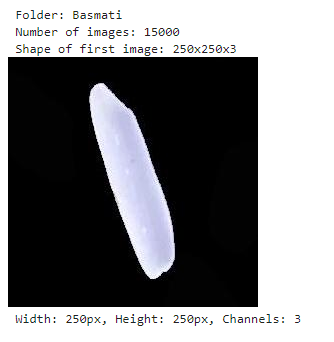 Folder: Basmati
Number of images: 15000
Shape of first image: 250x250x3
Width: 250px, Height: 250px, Channels: 3